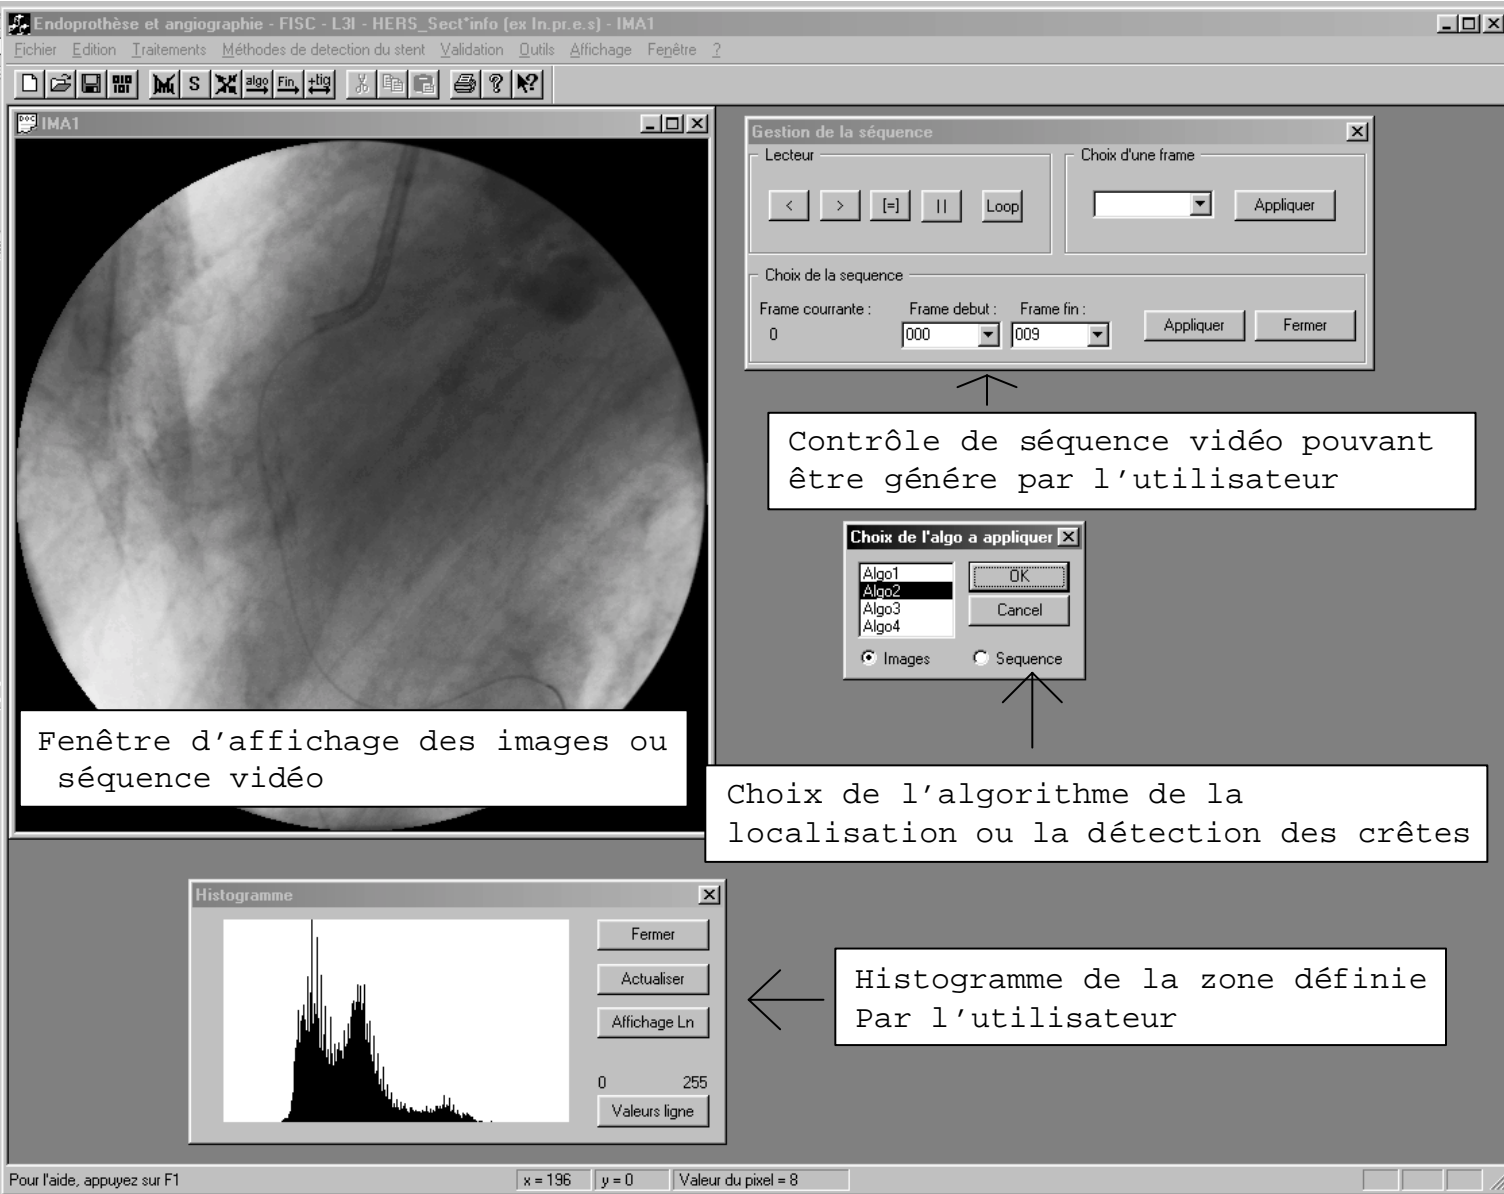 Endoprothèse et angiographie - FISC - L3I - HERS_Sect*info (ex In.pr.e.s) - IMA1
Fichier Edition Traitements Méthodes de detection du stent Validation Outils Affichage Fenêtre ?
S algo Fin +tig
IMA1
Gestion de la séquence
Lecteur Choix d'une frame
< > [=] || Loop Appliquer
Choix de la sequence
Frame courrante : Frame debut : Frame fin :
0 000 009 Appliquer Fermer
Contrôle de séquence vidéo pouvant
être génére par l'utilisateur
Choix de l'algo a appliquer
Algo1 OK
Algo2
Algo3 Cancel
Algo4
Images Sequence
Fenêtre d'affichage des images ou
séquence vidéo
Choix de l'algorithme de la
localisation ou la détection des crêtes
Histogramme
Fermer
Actualiser
Affichage Ln
0 255
Valeurs ligne
Histogramme de la zone définie
Par l'utilisateur
Pour l'aide, appuyez sur F1 x = 196 y = 0 Valeur du pixel = 8